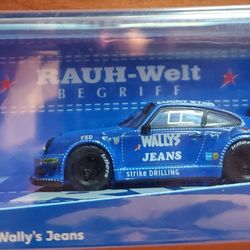 RAUH-Welt
BEGRIFF
WALLYS
JEANS
strike DRILLING
Wally's Jeans